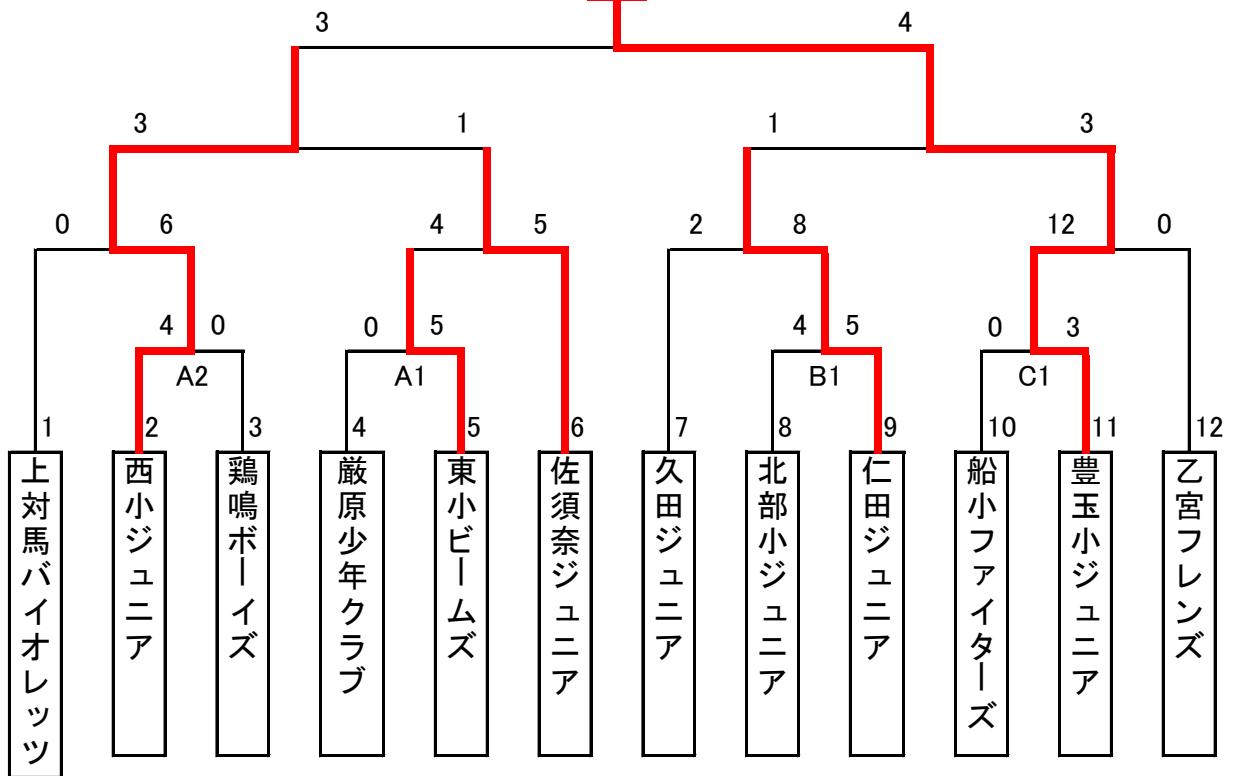 3 4
3 1 1 3
0 6 4 5 2 8 12 0
4 0 0 5 4 5 0 3
A2 A1 B1 C1
1 2 3 4 5 6 7 8 9 10 11 12
上対馬バイオレッツ
西小ジュニア
鶏鳴ボーイズ
厳原少年クラブ
東小ビームズ
佐須奈ジュニア
久田ジュニア
北部小ジュニア
仁田ジュニア
船小ファイターズ
豊玉小ジュニア
乙宮フレンズ